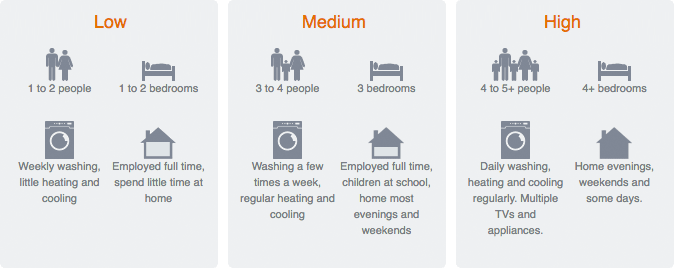 Low
1 to 2 people
1 to 2 bedrooms
Weekly washing,
little heating and
cooling
Employed full time,
spend little time at
home
Medium
3 to 4 people
3 bedrooms
Washing a few
times a week,
regular heating and
cooling
Employed full time,
children at school,
home most
evenings and
weekends
High
4 to 5+ people
4+ bedrooms
Daily washing,
heating and cooling
regularly. Multiple
TVs and
appliances.
Home evenings,
weekends and
some days.